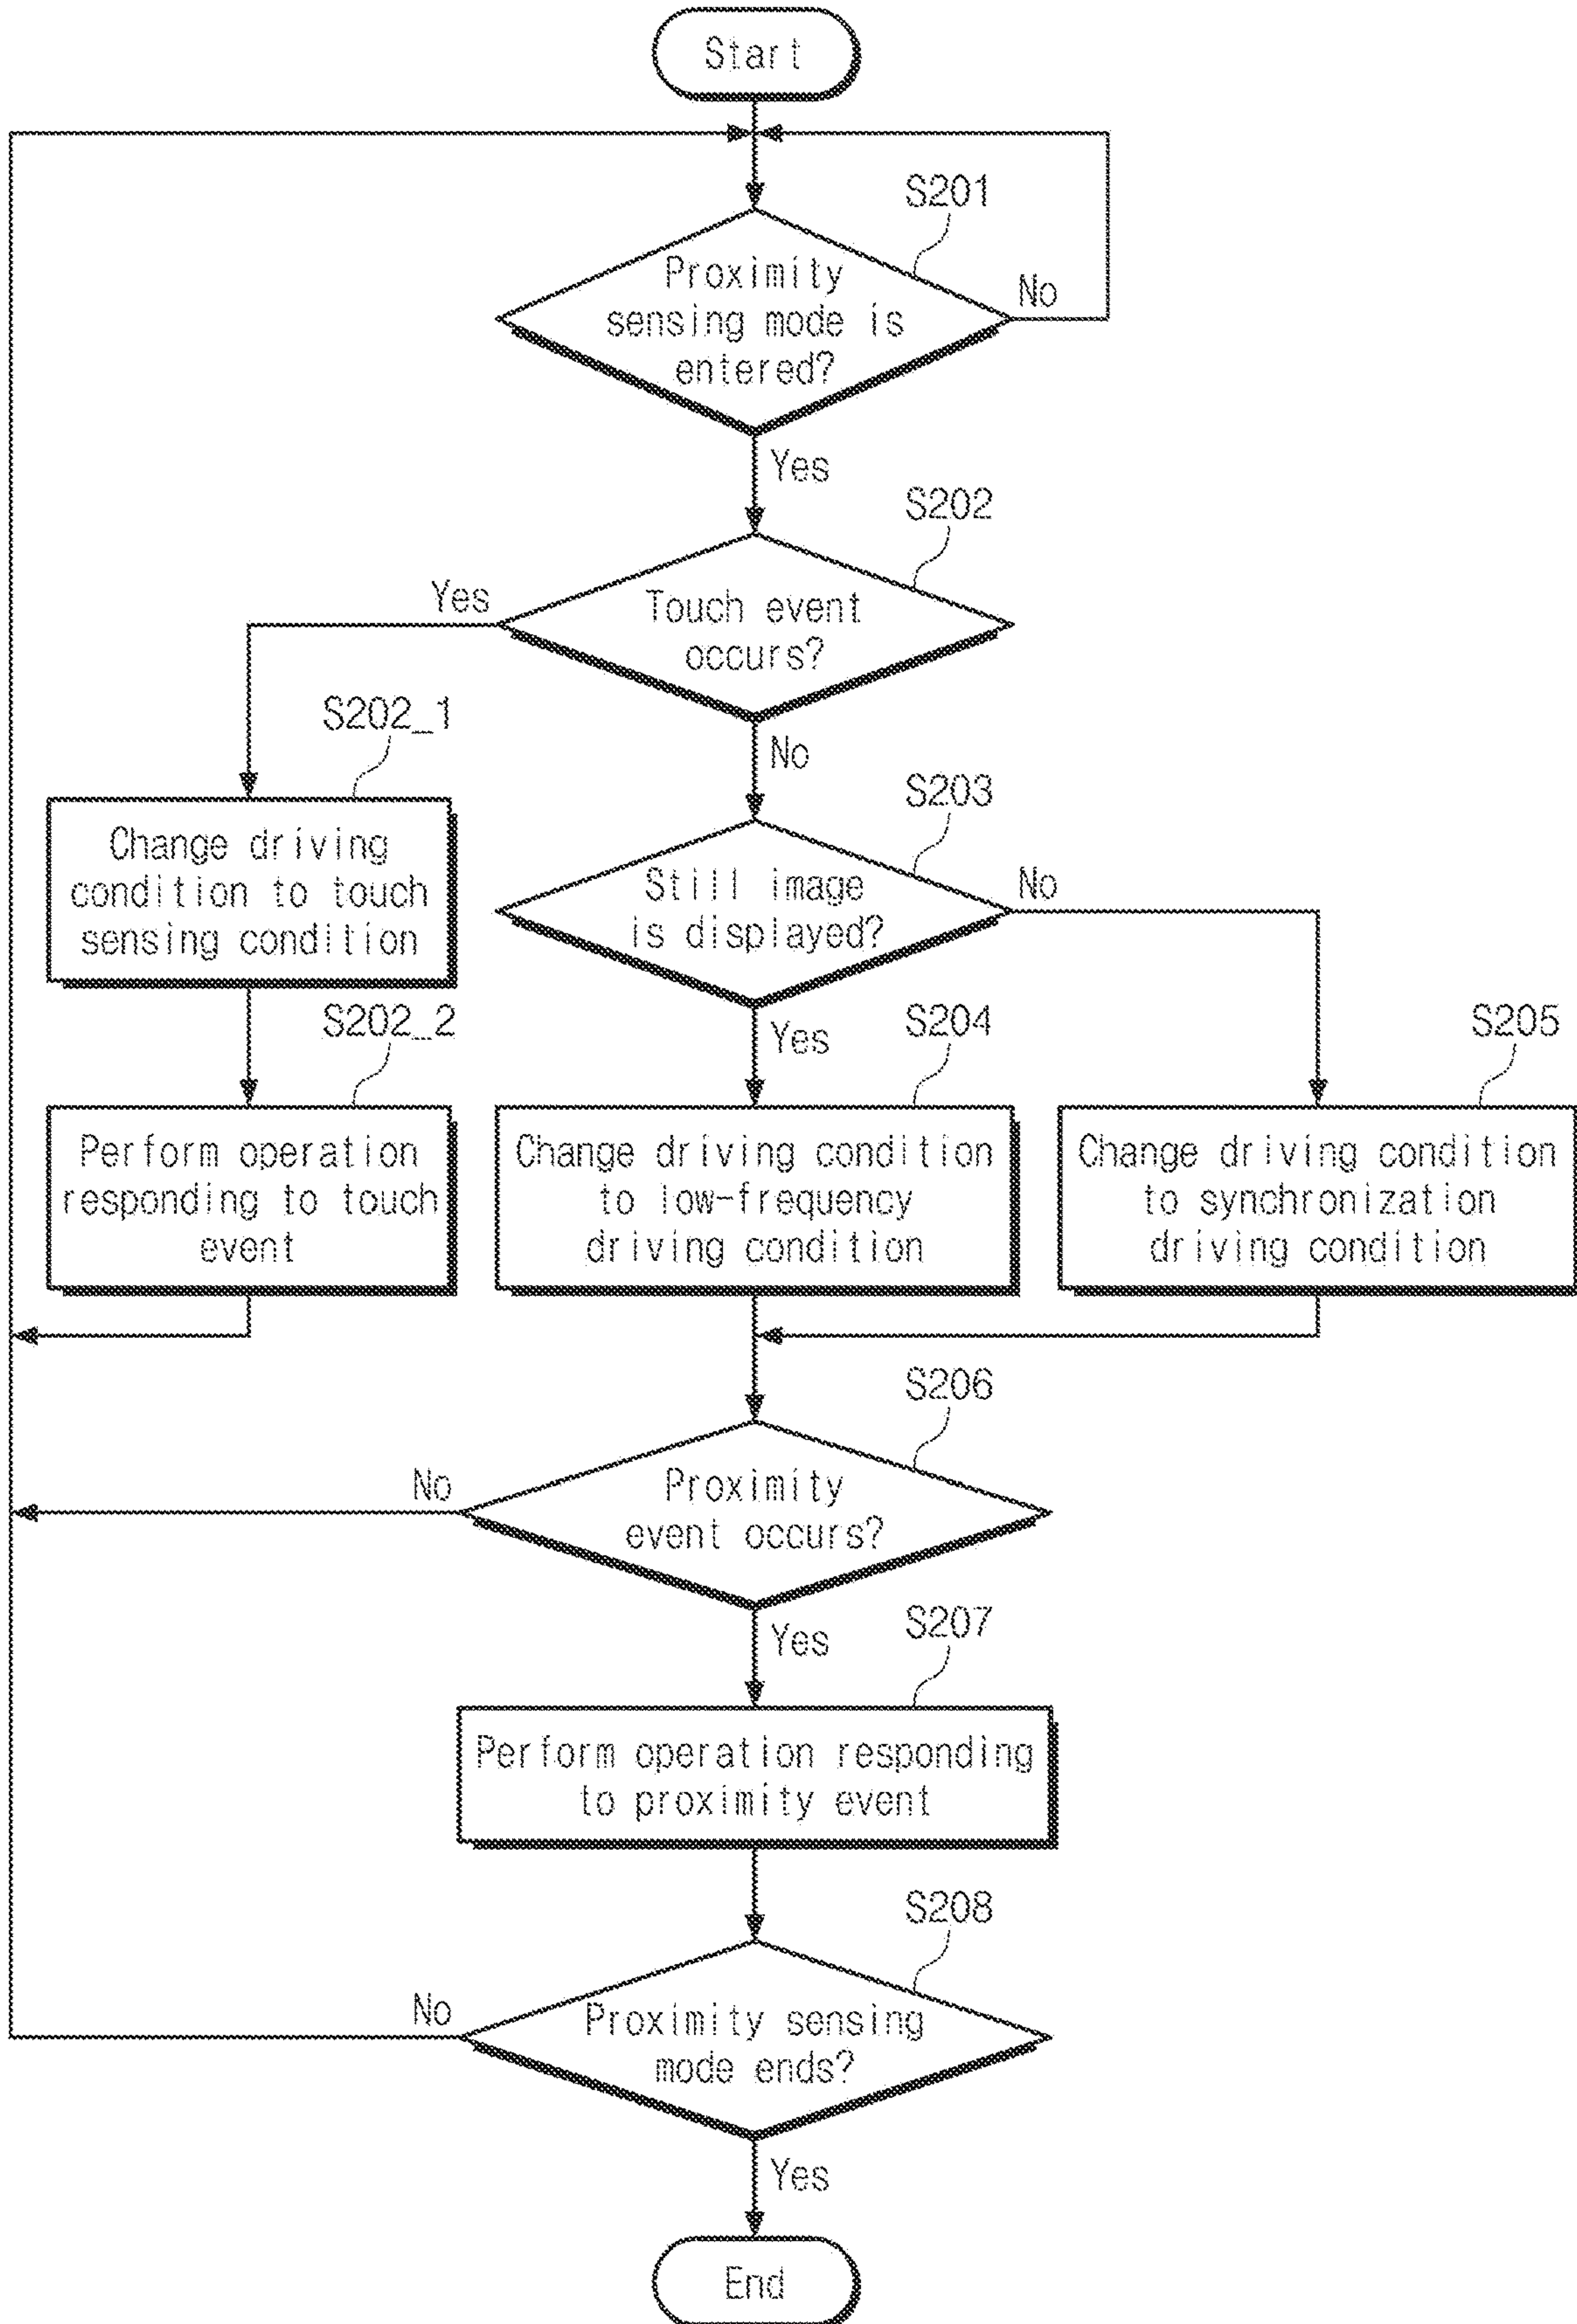 Start
S201
Proximity
sensing mode is
entered?
No
Yes
S202
Yes
Touch event
occurs?
S202_1
No
S203
Change driving
condition to touch
sensing condition
Still image
is displayed?
No
S202_2
Yes
S204
S205
Perform operation
responding to touch
event
Change driving condition
to low-frequency
driving condition
Change driving condition
to synchronization
driving condition
S206
No
Proximity
event occurs?
Yes
S207
Perform operation responding
to proximity event
S208
No
Proximity sensing
mode ends?
Yes
End